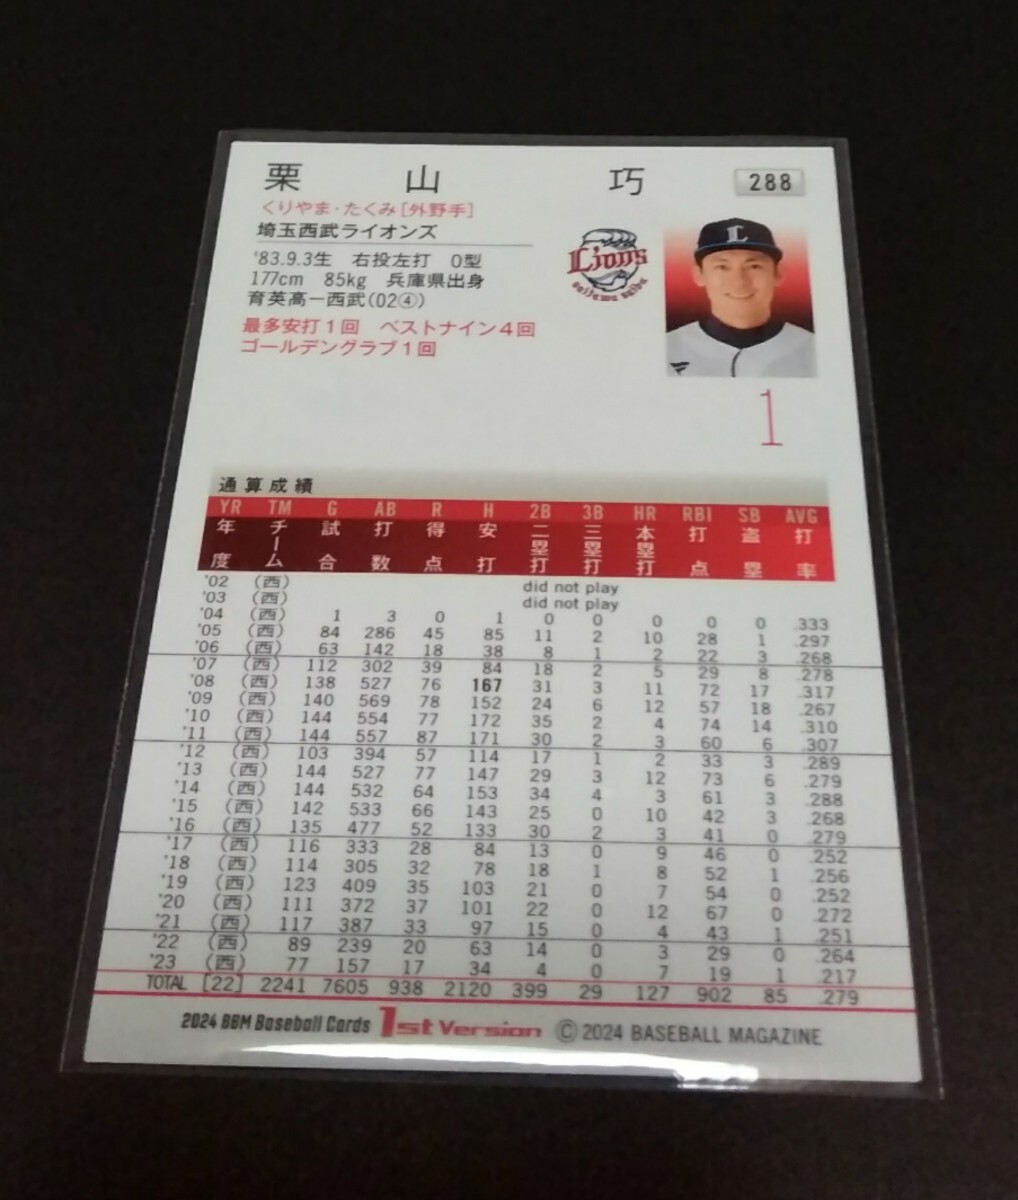 栗 山 巧 288
くりやま・たくみ[外野手]
埼玉西武ライオンズ
'83.9.3生 右投左打 O型
177cm 85kg 兵庫県出身
育英高ー西武(02④)
最多安打1回 ベストナイン4回
ゴールデングラブ1回
Lions
saitama seibu
L
1
通算成績
YR TM G AB R H 2B 3B HR RBI SB AVG
年度 チーム 試合 打数 得点 安打 二塁打 三塁打 本塁打 打点 盗塁 打率
'02 (西) did not play
'03 (西) did not play
'04 (西) 1 3 0 1 0 0 0 0 0 .333
'05 (西) 84 286 45 85 11 2 10 28 1 .297
'06 (西) 63 142 18 38 8 1 2 22 3 .268
'07 (西) 112 302 39 84 18 2 5 29 8 .278
'08 (西) 138 527 76 167 31 3 11 72 17 .317
'09 (西) 140 569 78 152 24 6 12 57 18 .267
'10 (西) 144 554 77 172 35 2 4 74 14 .310
'11 (西) 144 557 87 171 30 2 3 60 6 .307
'12 (西) 103 394 57 114 17 1 2 33 3 .289
'13 (西) 144 527 77 147 29 3 12 73 6 .279
'14 (西) 144 532 64 153 34 4 3 61 3 .288
'15 (西) 142 533 66 143 25 0 10 42 3 .268
'16 (西) 135 477 52 133 30 2 3 41 0 .279
'17 (西) 116 333 28 84 13 0 9 46 0 .252
'18 (西) 114 305 32 78 18 1 8 52 1 .256
'19 (西) 123 409 35 103 21 0 7 54 0 .252
'20 (西) 111 372 37 101 22 0 12 67 0 .272
'21 (西) 117 387 33 97 15 0 4 43 1 .251
'22 (西) 89 239 20 63 14 0 3 29 0 .264
'23 (西) 77 157 17 34 4 0 7 19 1 .217
TOTAL [22] 2241 7605 938 2120 399 29 127 902 85 .279
2024 BBM Baseball Cards 1st Version © 2024 BASEBALL MAGAZINE